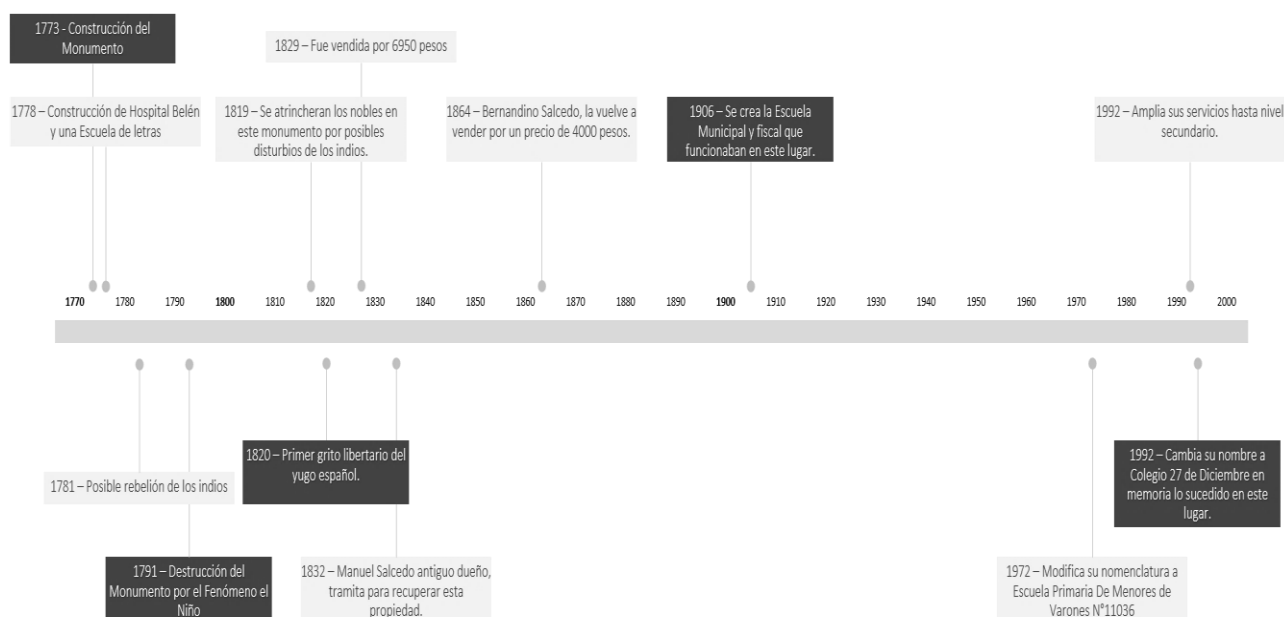 1773 - Construcción del
Monumento
1829 – Fue vendida por 6950 pesos
1778 – Construcción de Hospital Belén
y una Escuela de letras
1819 – Se atrincheran los nobles en
este monumento por posibles
disturbios de los indios.
1864 – Bernandino Salcedo, la vuelve a
vender por un precio de 4000 pesos.
1906 – Se crea la Escuela
Municipal y fiscal que
funcionaban en este lugar.
1992 – Amplia sus servicios hasta nivel
secundario.
1770 1780 1790 1800 1810 1820 1830 1840 1850 1860 1870 1880 1890 1900 1910 1920 1930 1940 1950 1960 1970 1980 1990 2000
1781 – Posible rebelión de los indios
1820 – Primer grito libertario del
yugo español.
1992 – Cambia su nombre a
Colegio 27 de Diciembre en
memoria lo sucedido en este
lugar.
1791 – Destrucción del
Monumento por el Fenómeno el
Niño
1832 – Manuel Salcedo antiguo dueño,
tramita para recuperar esta
propiedad.
1972 – Modifica su nomenclatura a
Escuela Primaria De Menores de
Varones N°11036